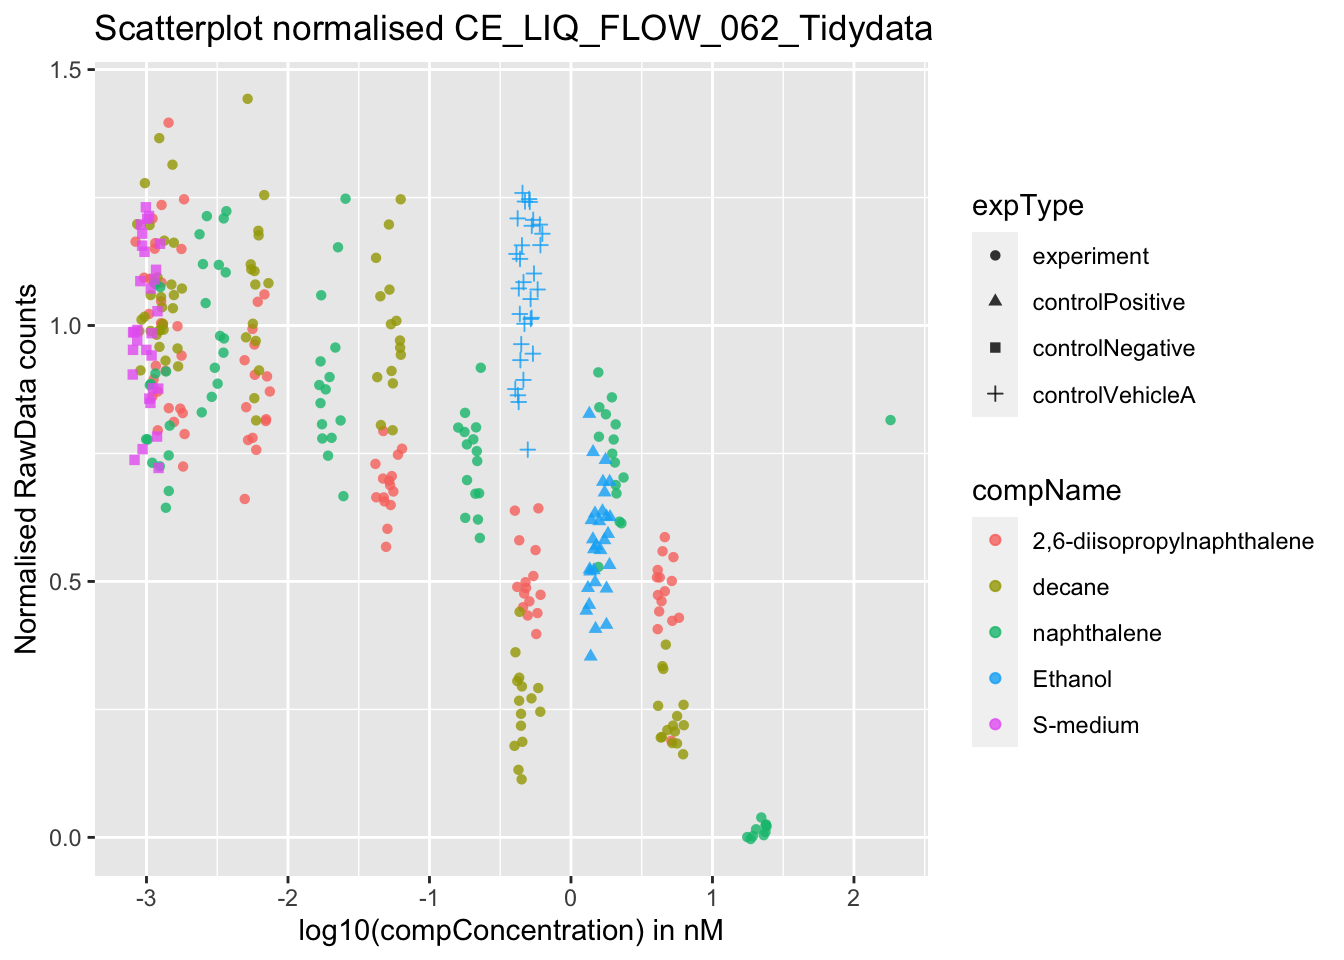 Scatterplot normalised CE_LIQ_FLOW_062_Tidydata
Normalised RawData counts
1.5
1.0
0.5
0.0
-3 -2 -1 0 1 2
log10(compConcentration) in nM
expType
experiment
controlPositive
controlNegative
controlVehicleA
compName
2,6-diisopropylnaphthalene
decane
naphthalene
Ethanol
S-medium